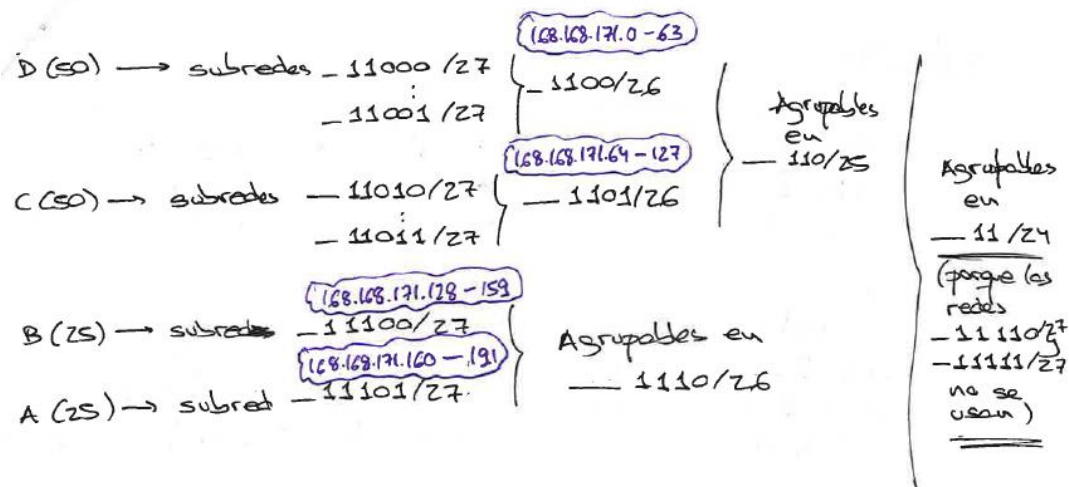 168.168.171.0-63
D (50) → subredes _ 11000 /27
⋮
_ 11001 /27
_ 1100/26
168.168.171.64-127
C (50) → subredes _ 11010/27
⋮
_ 11011 /27
_ 1101/26
Agrupables
en
_ 110/25
168.168.171.128-159
B (25) → subredes _ 11100/27
168.168.171.160-191
A (25) → subred _ 11101/27
Agrupables en
_ 1110/26
Agrupables
en
_ 11 /24
(porque las
redes
_ 11110/27
y
_ 11111/27
no se
usan)